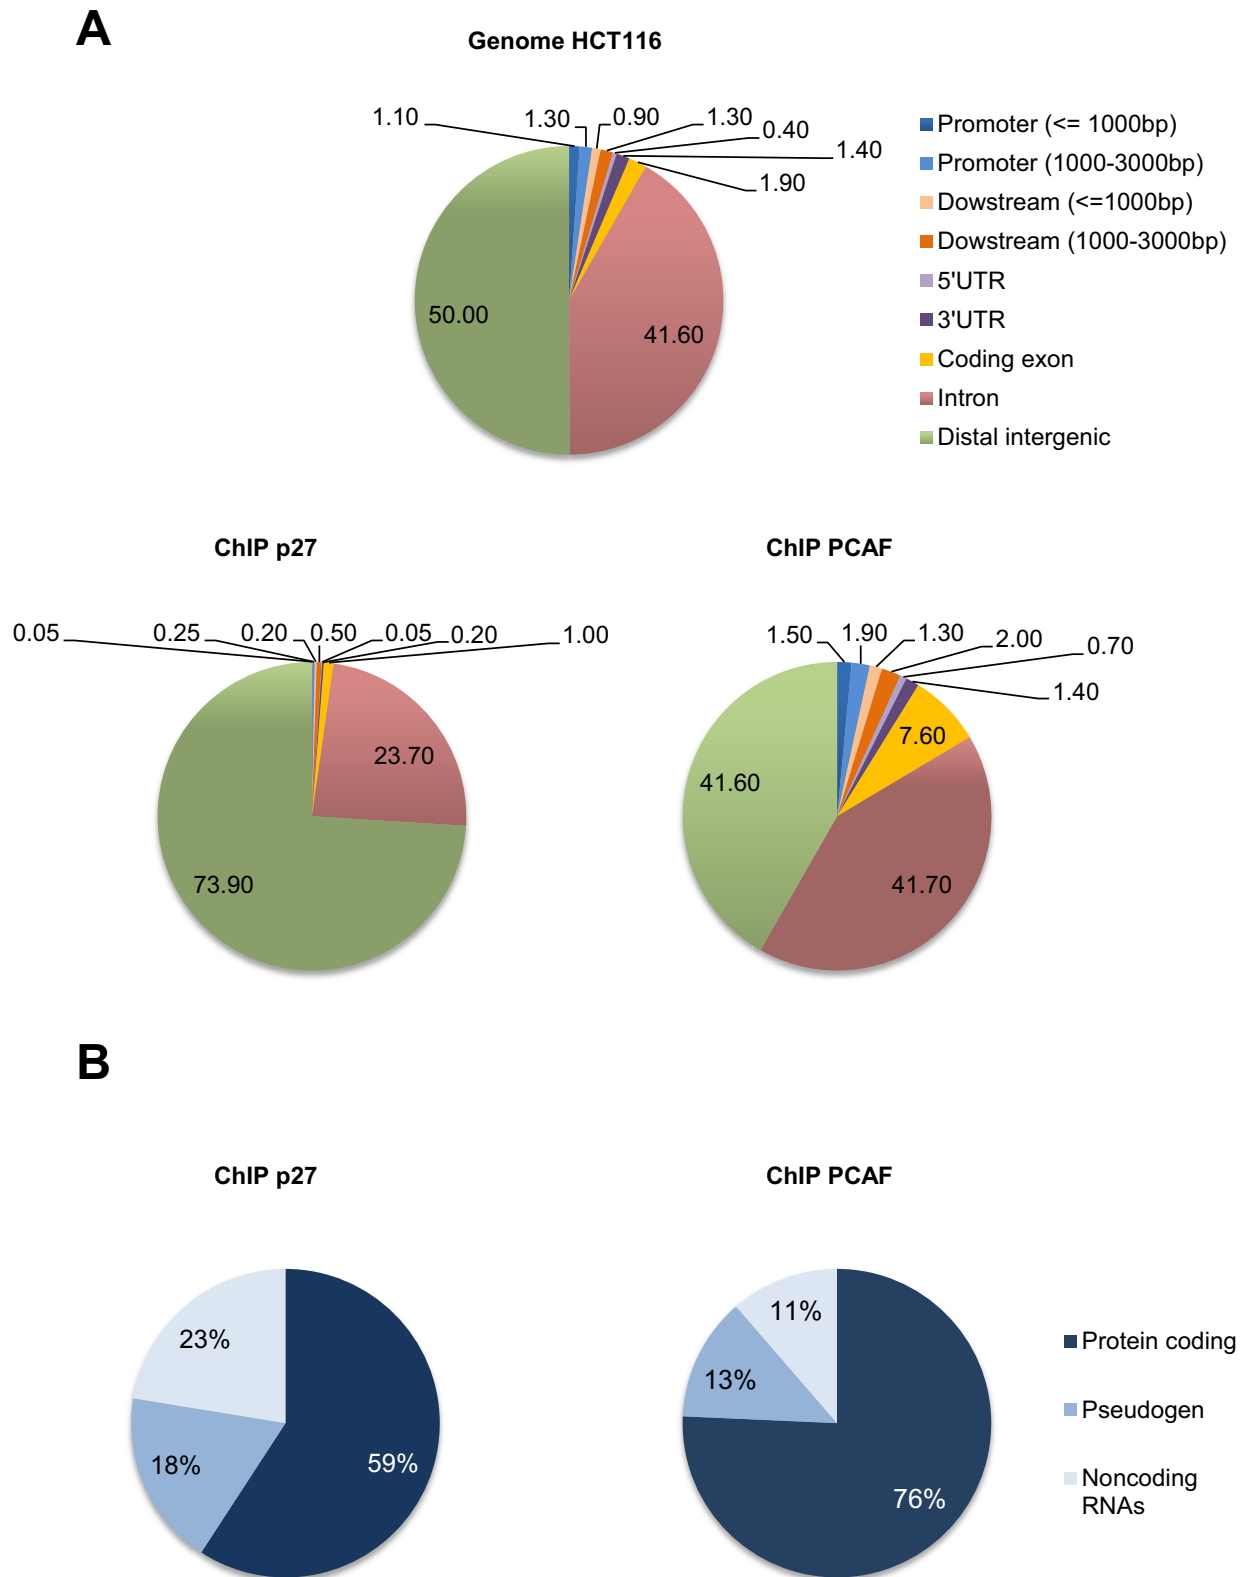 A
Genome HCT116
1.10
1.30
0.90
1.30
0.40
1.40
1.90
50.00
41.60
Promoter (<= 1000bp)
Promoter (1000-3000bp)
Dowstream (<=1000bp)
Dowstream (1000-3000bp)
5'UTR
3'UTR
Coding exon
Intron
Distal intergenic
ChIP p27
0.05
0.25
0.20
0.50
0.05
0.20
1.00
23.70
73.90
ChIP PCAF
1.50
1.90
1.30
2.00
0.70
1.40
7.60
41.60
41.70
B
ChIP p27
23%
18%
59%
ChIP PCAF
11%
13%
76%
Protein coding
Pseudogen
Noncoding
RNAs